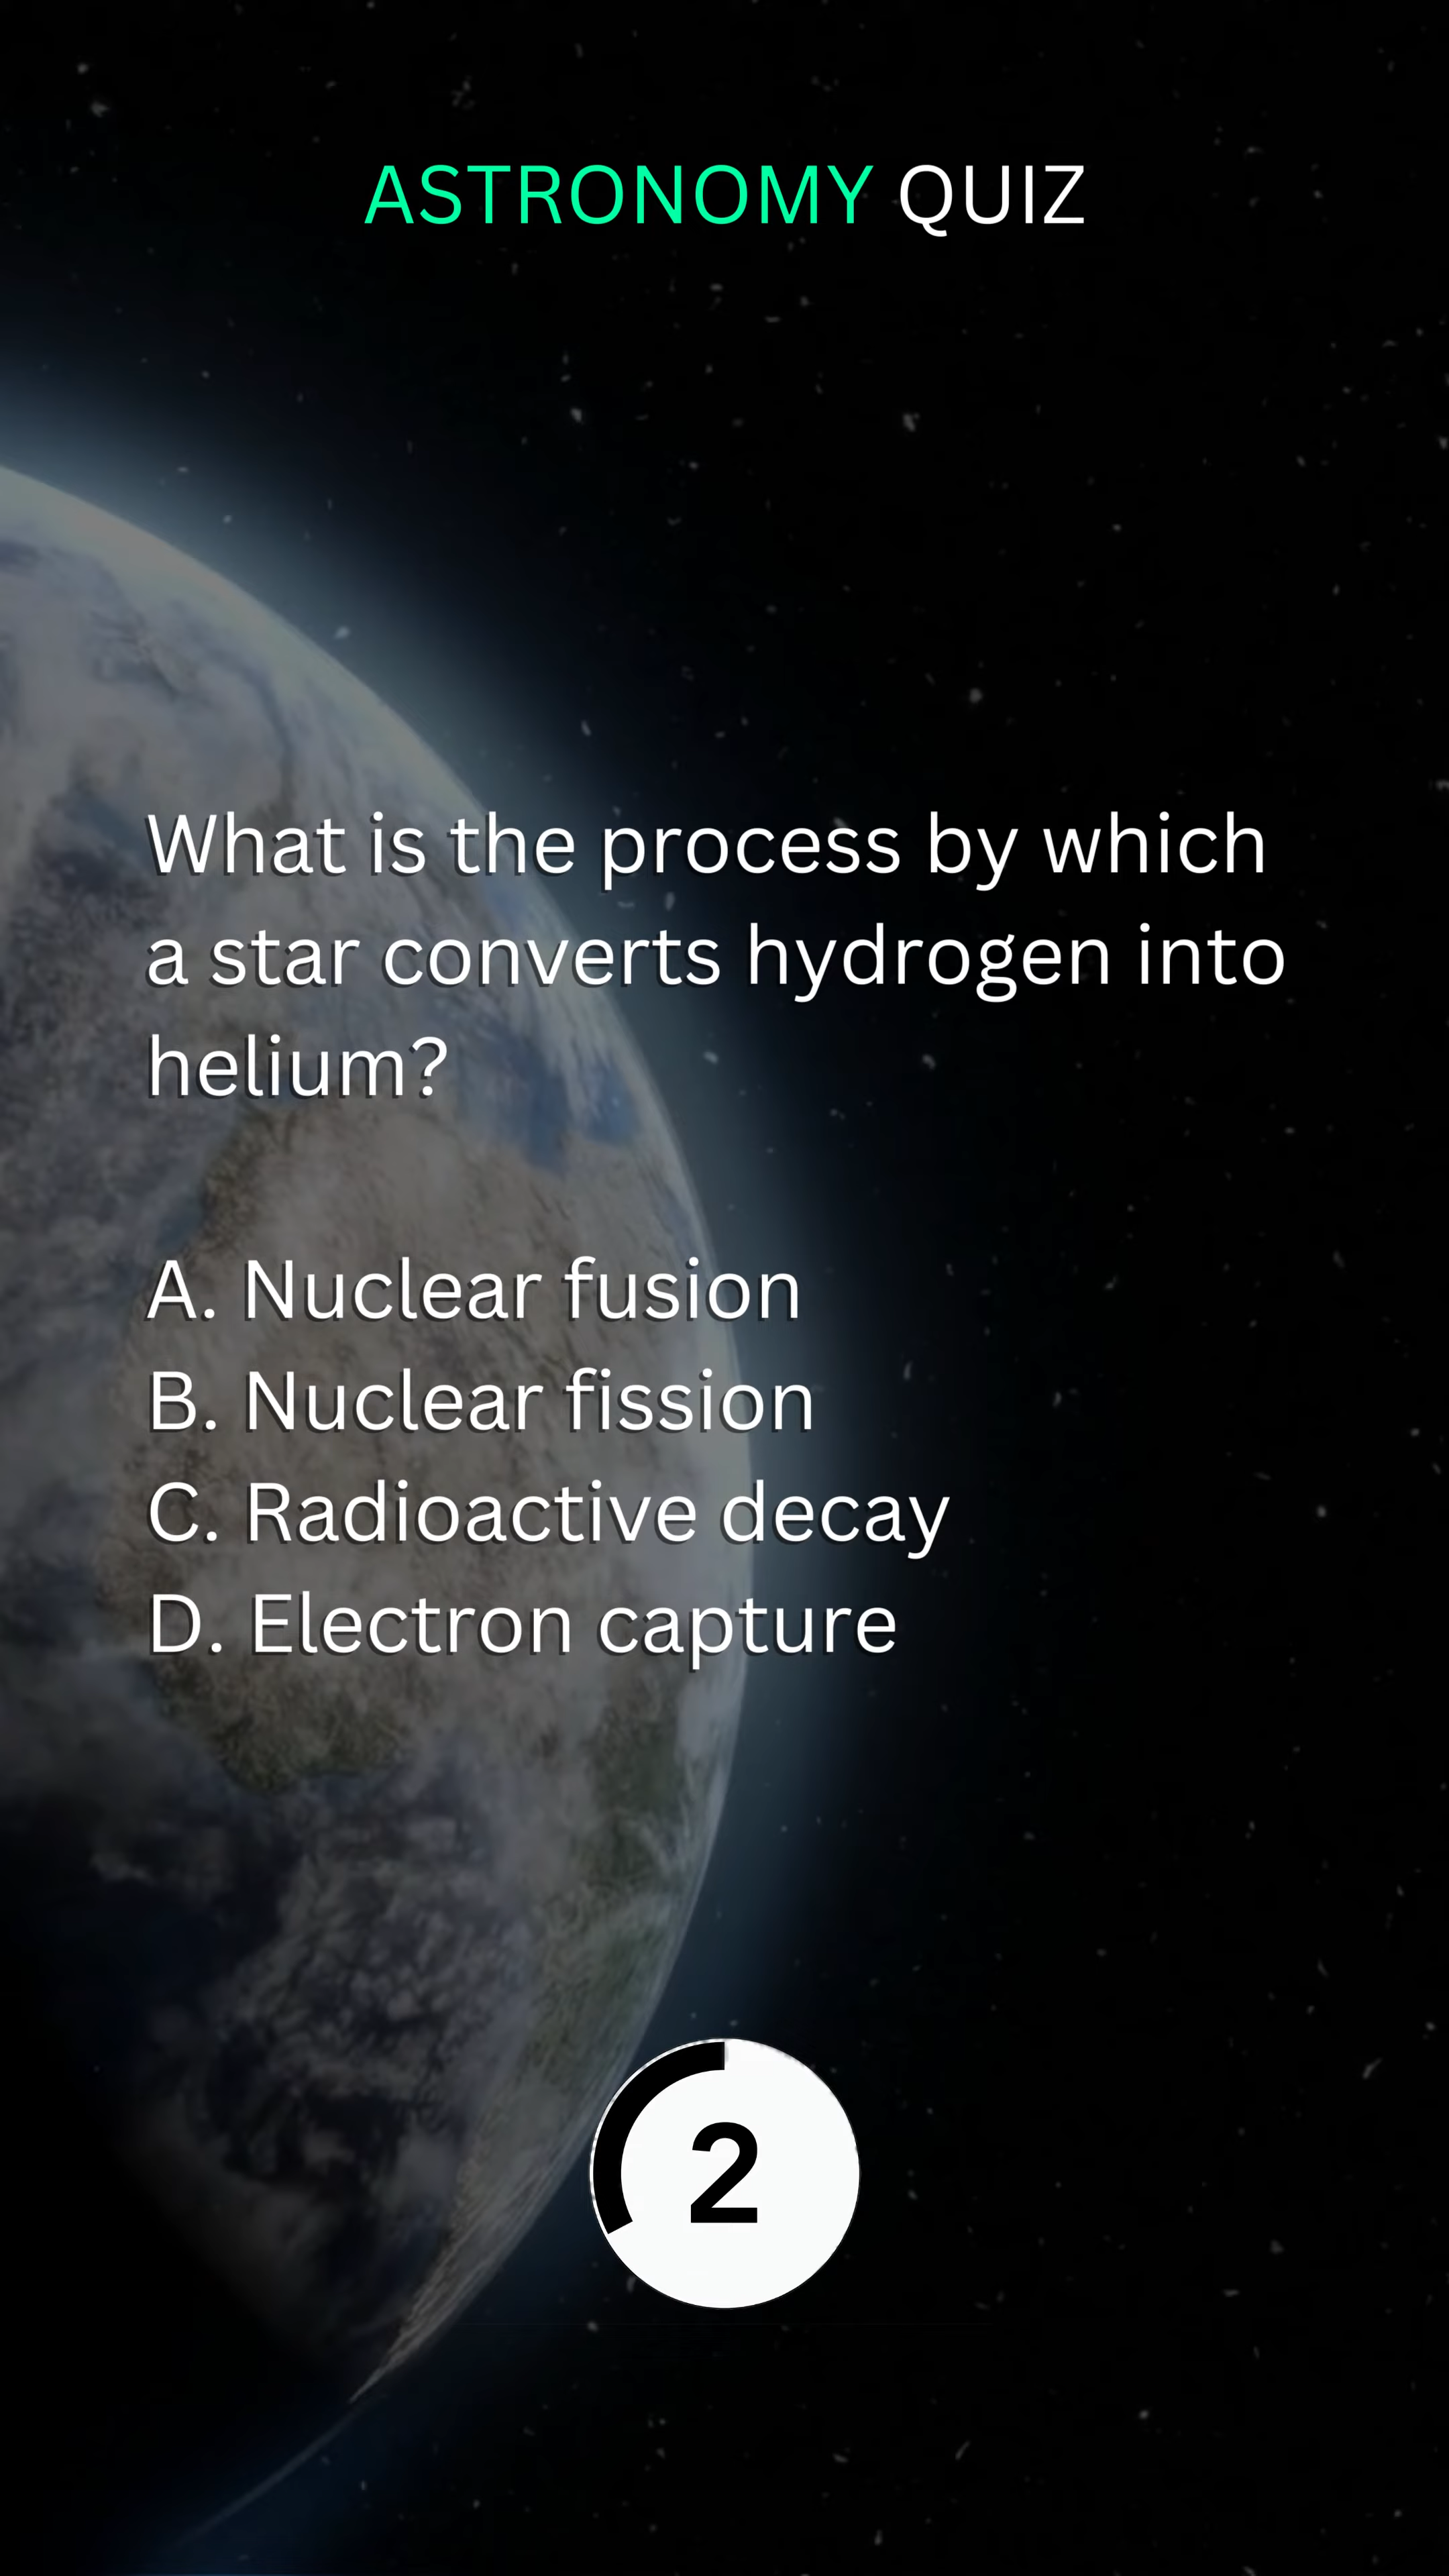 ASTRONOMY QUIZ
What is the process by which
a star converts hydrogen into
helium?
A. Nuclear fusion
B. Nuclear fission
C. Radioactive decay
D. Electron capture
2